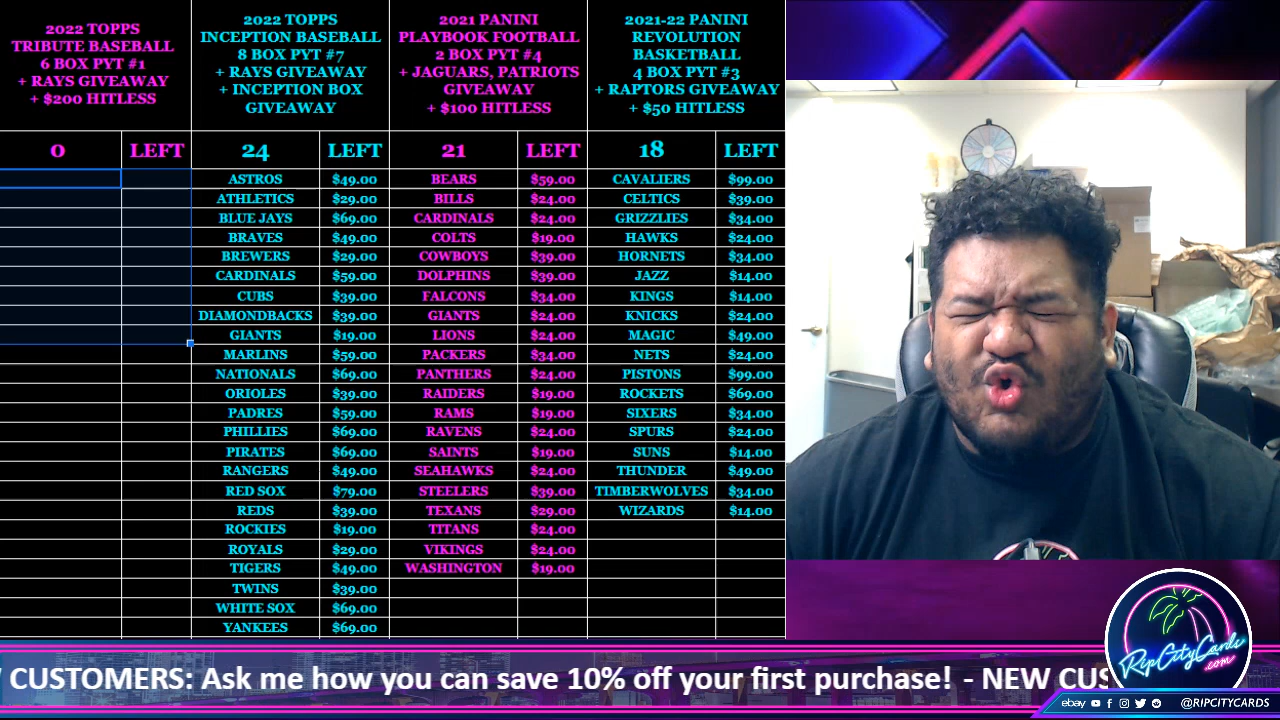 2022 TOPPS
TRIBUTE BASEBALL
6 BOX PYT #1
+ RAYS GIVEAWAY
+ $200 HITLESS
2022 TOPPS
INCEPTION BASEBALL
8 BOX PYT #7
+ RAYS GIVEAWAY
+ INCEPTION BOX
GIVEAWAY
2021 PANINI
PLAYBOOK FOOTBALL
2 BOX PYT #4
+ JAGUARS, PATRIOTS
GIVEAWAY
+ $100 HITLESS
2021-22 PANINI
REVOLUTION
BASKETBALL
4 BOX PYT #3
+ RAPTORS GIVEAWAY
+ $50 HITLESS
0 LEFT 24 LEFT 21 LEFT 18 LEFT
ASTROS $49.00 BEARS $59.00 CAVALIERS $99.00
ATHLETICS $29.00 BILLS $24.00 CELTICS $39.00
BLUE JAYS $69.00 CARDINALS $24.00 GRIZZLIES $34.00
BRAVES $49.00 COLTS $19.00 HAWKS $24.00
BREWERS $29.00 COWBOYS $39.00 HORNETS $34.00
CARDINALS $59.00 DOLPHINS $39.00 JAZZ $14.00
CUBS $39.00 FALCONS $34.00 KINGS $14.00
DIAMONDBACKS $39.00 GIANTS $24.00 KNICKS $24.00
GIANTS $19.00 LIONS $24.00 MAGIC $49.00
MARLINS $59.00 PACKERS $34.00 NETS $24.00
NATIONALS $69.00 PANTHERS $24.00 PISTONS $99.00
ORIOLES $39.00 RAIDERS $19.00 ROCKETS $69.00
PADRES $59.00 RAMS $19.00 SIXERS $34.00
PHILLIES $69.00 RAVENS $24.00 SPURS $24.00
PIRATES $69.00 SAINTS $19.00 SUNS $14.00
RANGERS $49.00 SEAHAWKS $24.00 THUNDER $49.00
RED SOX $79.00 STEELERS $39.00 TIMBERWOLVES $34.00
REDS $39.00 TEXANS $29.00 WIZARDS $14.00
ROCKIES $19.00 TITANS $24.00
ROYALS $29.00 VIKINGS $24.00
TIGERS $49.00 WASHINGTON $19.00
TWINS $39.00
WHITE SOX $69.00
YANKEES $69.00
CUSTOMERS: Ask me how you can save 10% off your first purchase! - NEW CUS
RipCityCards
.com
ebay @RIPCITYCARDS